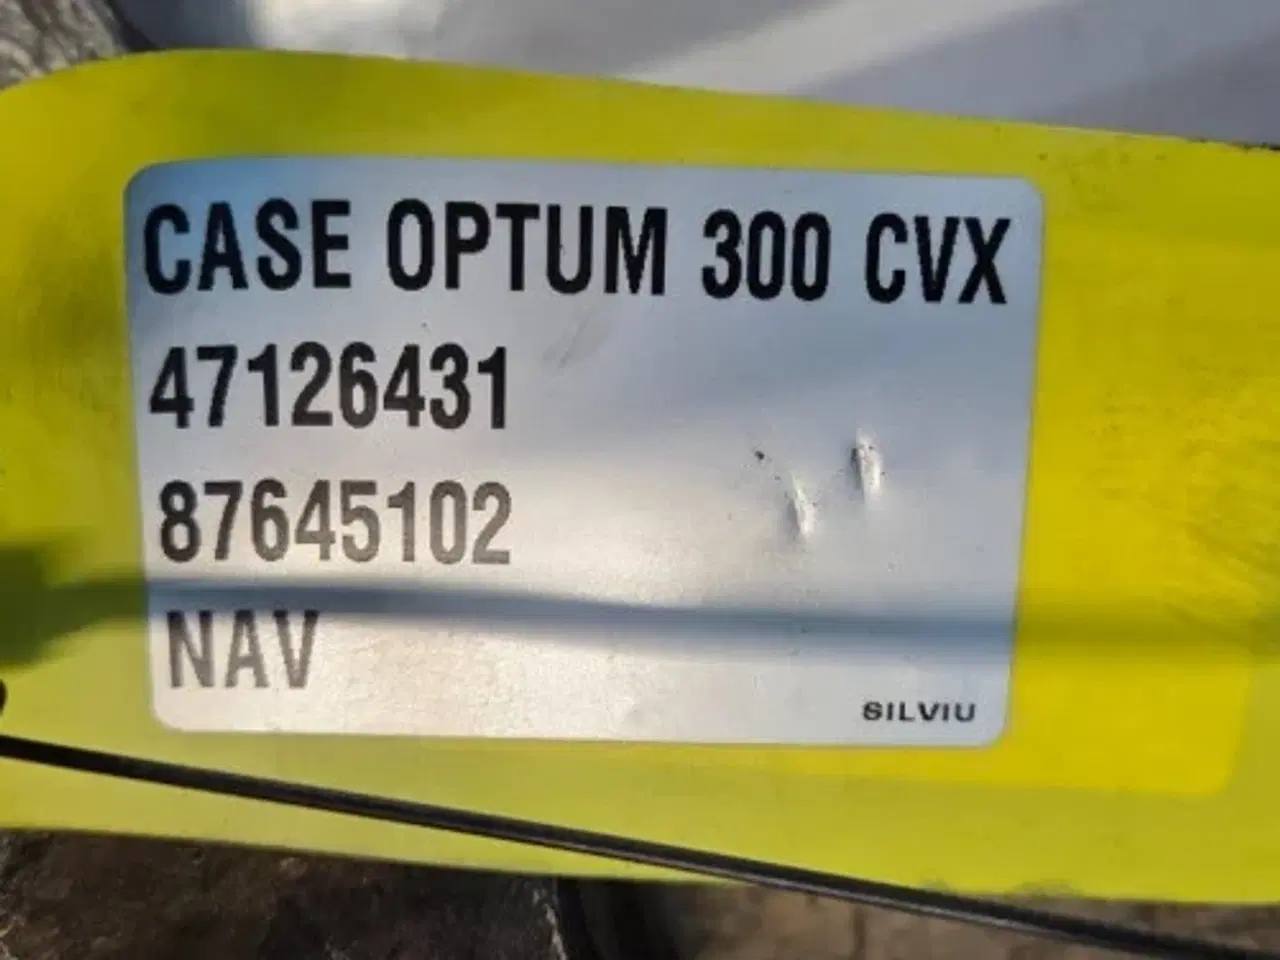 CASE OPTUM 300 CVX
47126431
87645102
NAV
SILVIU